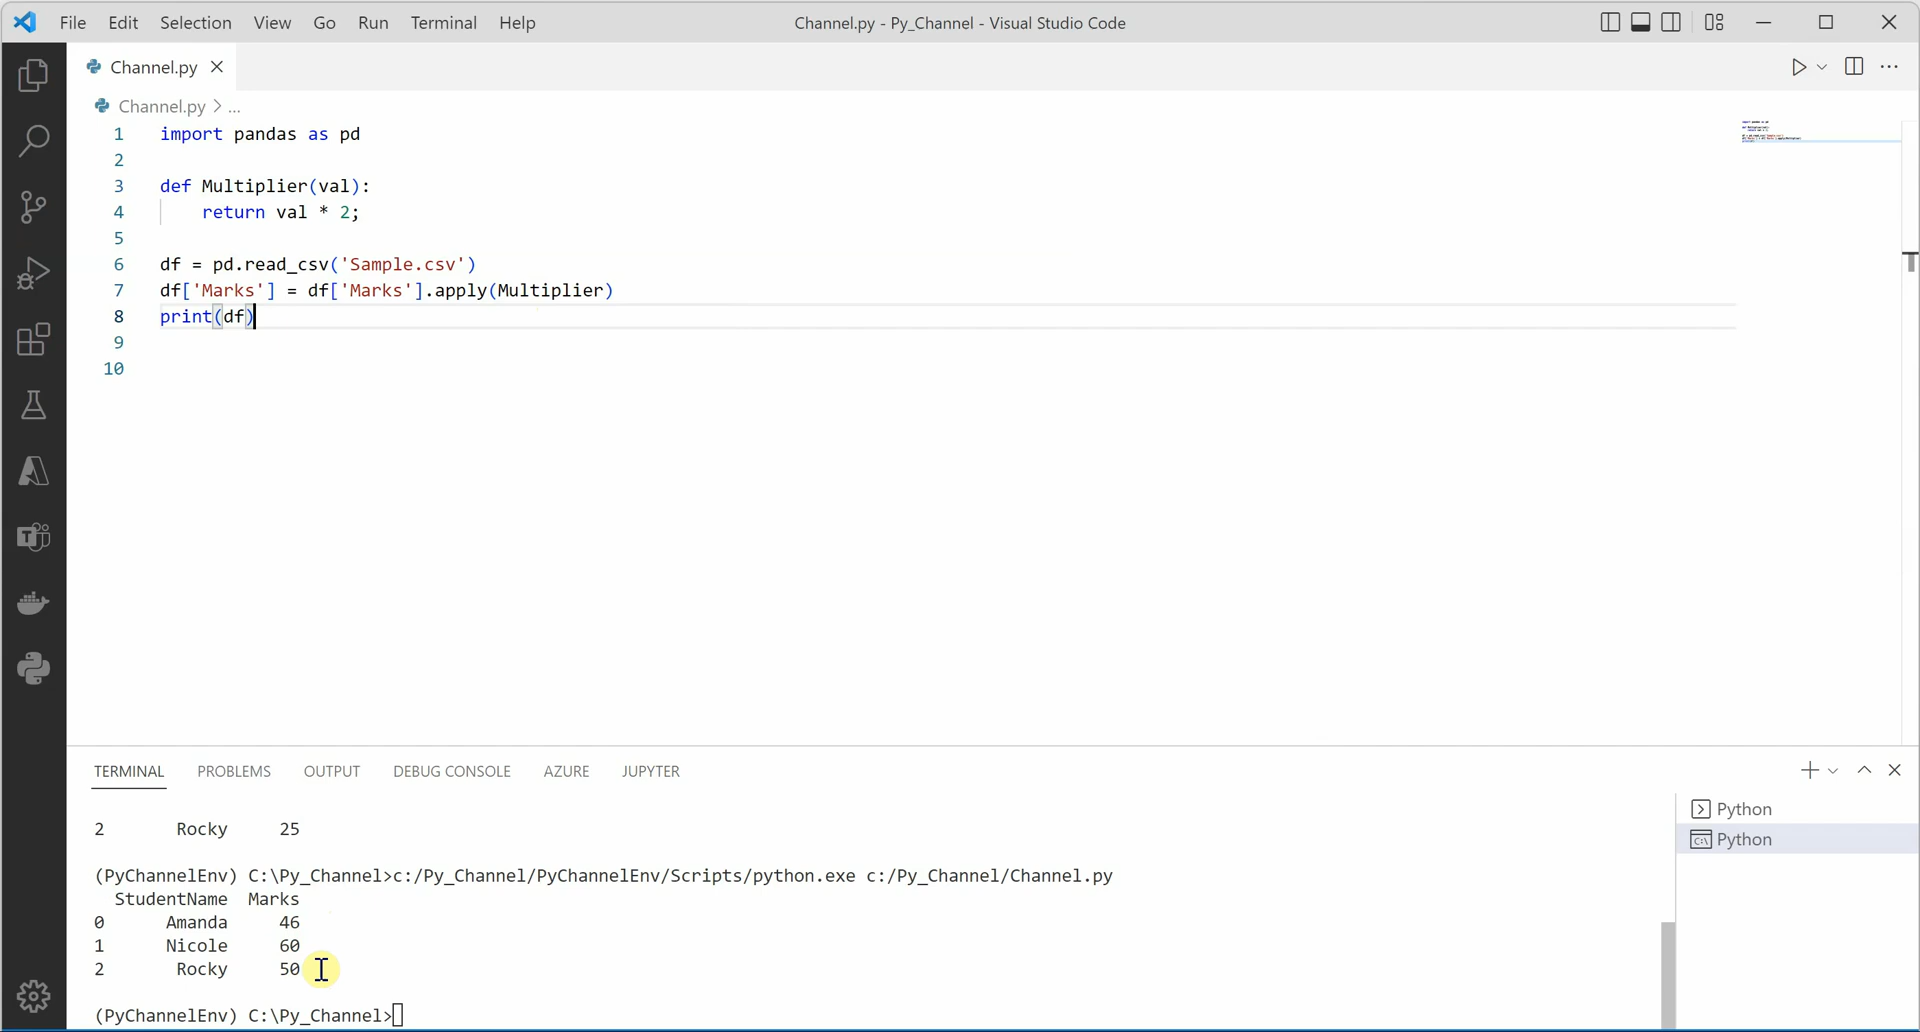 File Edit Selection View Go Run Terminal Help
Channel.py - Py_Channel - Visual Studio Code
Channel.py
Channel.py > ...
1 import pandas as pd
2
3 def Multiplier(val):
4 return val * 2;
5
6 df = pd.read_csv('Sample.csv')
7 df['Marks'] = df['Marks'].apply(Multiplier)
8 print(df)
9
10
TERMINAL PROBLEMS OUTPUT DEBUG CONSOLE AZURE JUPYTER
2 Rocky 25
(PyChannelEnv) C:\Py_Channel>c:/Py_Channel/PyChannelEnv/Scripts/python.exe c:/Py_Channel/Channel.py
StudentName Marks
0 Amanda 46
1 Nicole 60
2 Rocky 50
(PyChannelEnv) C:\Py_Channel>
Python
Python